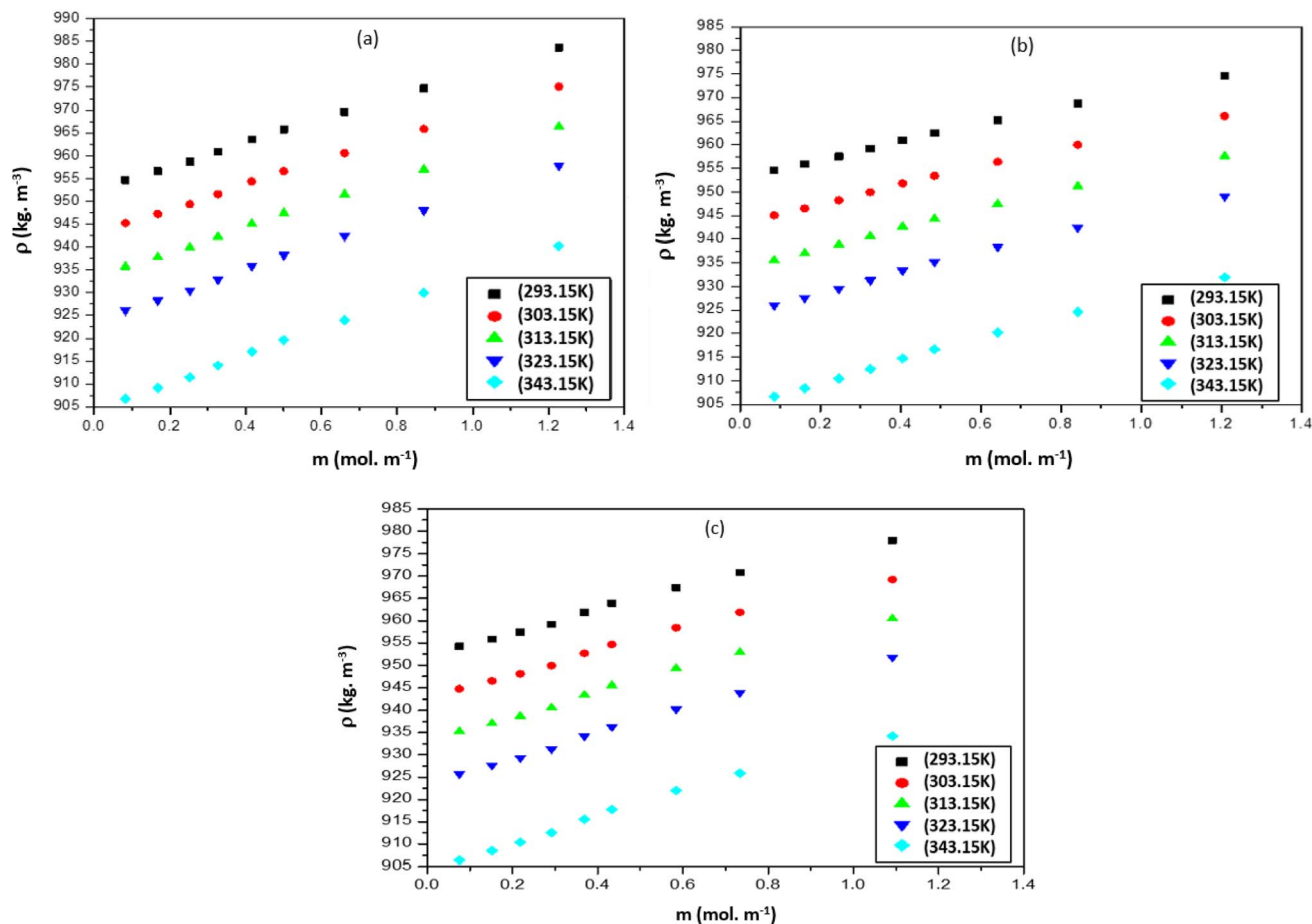 (a)
990
985
980
975
970
965
960
955
950
945
940
935
930
925
920
915
910
905
ρ (kg. m⁻³)
(293.15K)
(303.15K)
(313.15K)
(323.15K)
(343.15K)
0.0 0.2 0.4 0.6 0.8 1.0 1.2 1.4
m (mol. m⁻¹)
(b)
985
980
975
970
965
960
955
950
945
940
935
930
925
920
915
910
905
ρ (kg. m⁻³)
(293.15K)
(303.15K)
(313.15K)
(323.15K)
(343.15K)
0.0 0.2 0.4 0.6 0.8 1.0 1.2 1.4
m (mol. m⁻¹)
(c)
985
980
975
970
965
960
955
950
945
940
935
930
925
920
915
910
905
ρ (kg. m⁻³)
(293.15K)
(303.15K)
(313.15K)
(323.15K)
(343.15K)
0.0 0.2 0.4 0.6 0.8 1.0 1.2 1.4
m (mol. m⁻¹)